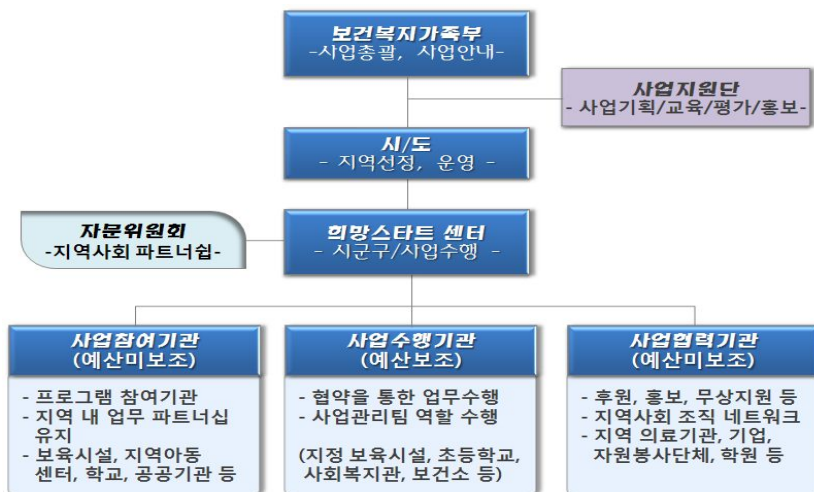 보건복지가족부
-사업총괄, 사업안내-
사업지원단
- 사업기획/교육/평가/홍보-
시/도
- 지역선정, 운영 -
자문위원회
-지역사회 파트너쉽-
희망스타트 센터
- 시군구/사업수행 -
사업참여기관
(예산미보조)
- 프로그램 참여기관
- 지역 내 업무 파트너십
유지
- 보육시설, 지역아동
센터, 학교, 공공기관 등
사업수행기관
(예산보조)
- 협약을 통한 업무수행
- 사업관리팀 역할 수행
(지정 보육시설, 초등학교,
사회복지관, 보건소 등)
사업협력기관
(예산미보조)
- 후원, 홍보, 무상지원 등
- 지역사회 조직 네트워크
- 지역 의료기관, 기업,
자원봉사단체, 학원 등